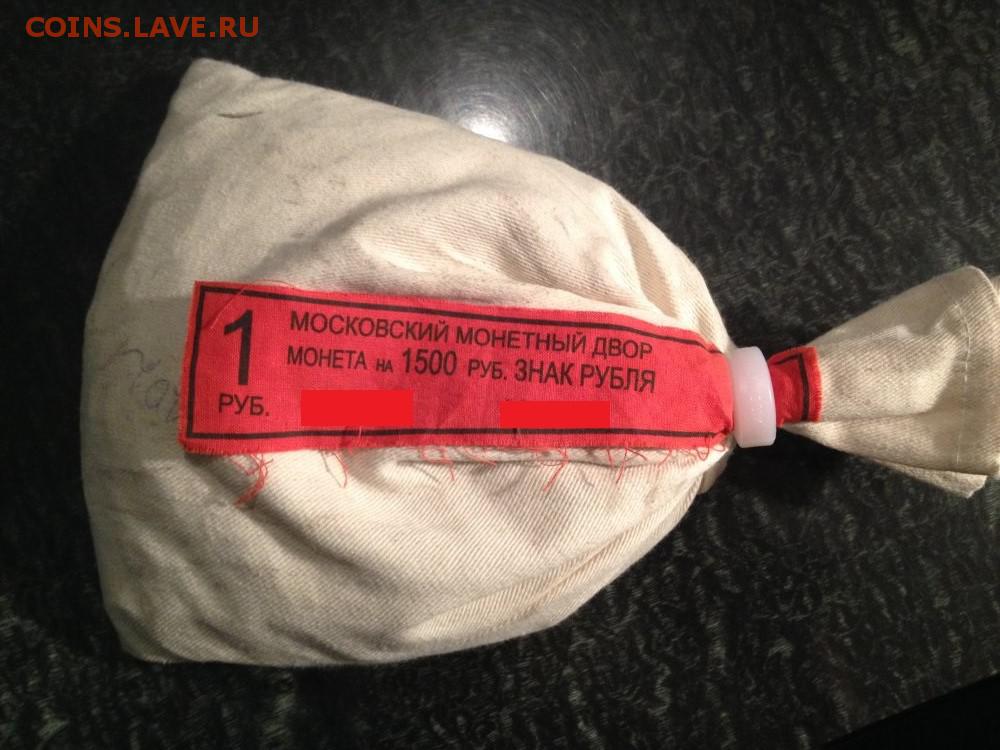 COINS.LAVE.RU
1
РУБ.
МОСКОВСКИЙ МОНЕТНЫЙ ДВОР
МОНЕТА НА 1500 РУБ. ЗНАК РУБЛЯ